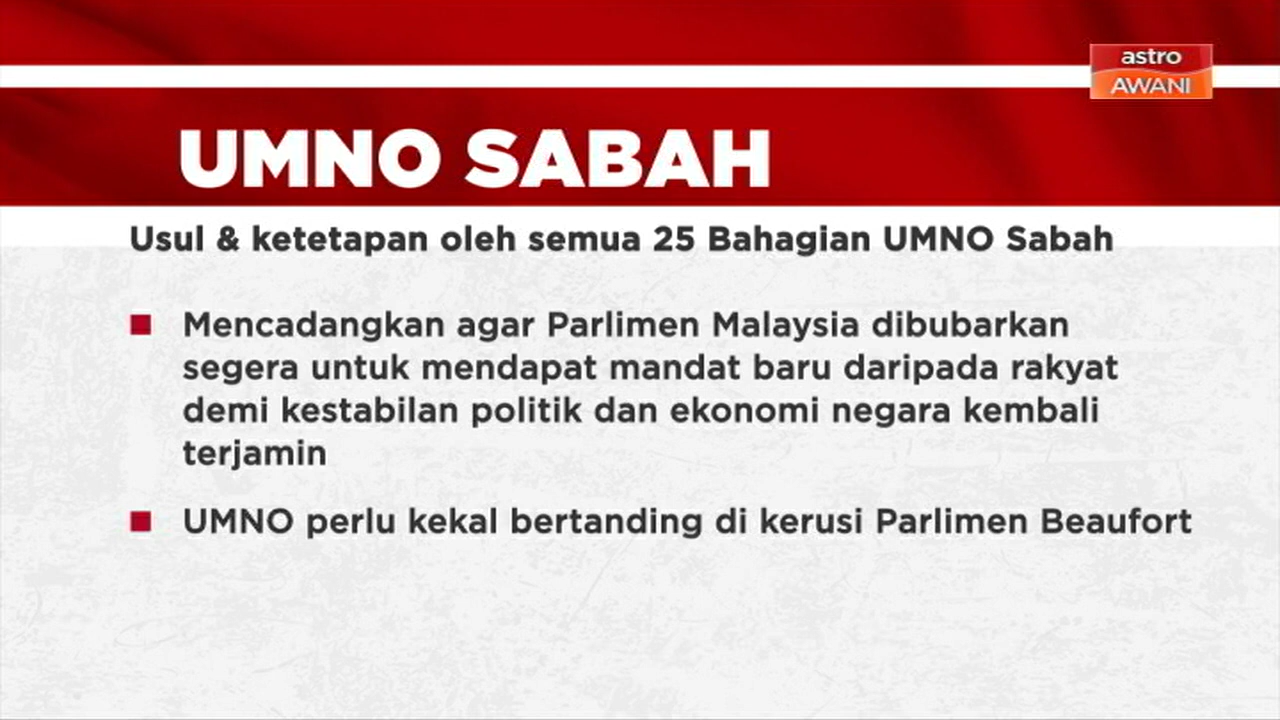 astro
AWANI
UMNO SABAH
Usul & ketetapan oleh semua 25 Bahagian UMNO Sabah
Mencadangkan agar Parlimen Malaysia dibubarkan
segera untuk mendapat mandat baru daripada rakyat
demi kestabilan politik dan ekonomi negara kembali
terjamin
UMNO perlu kekal bertanding di kerusi Parlimen Beaufort